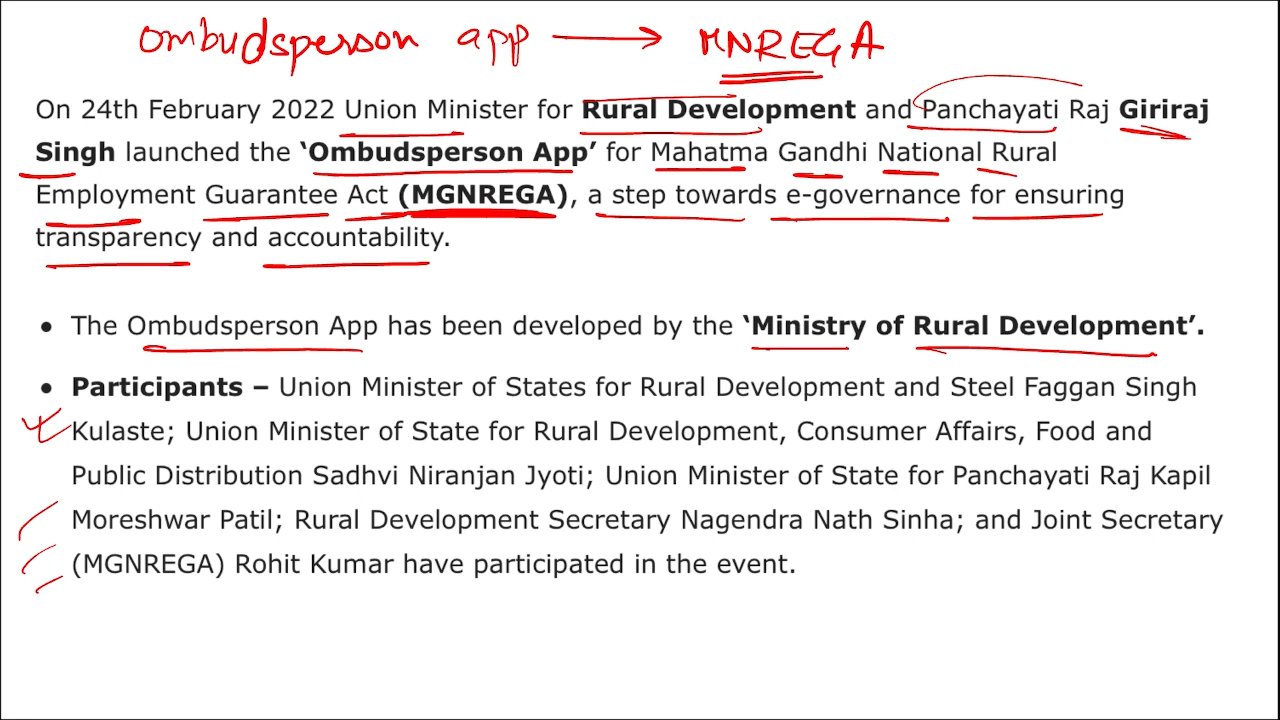 ombudsperson app → MNREGA
On 24th February 2022 Union Minister for Rural Development and Panchayati Raj Giriraj
Singh launched the ‘Ombudsperson App’ for Mahatma Gandhi National Rural
Employment Guarantee Act (MGNREGA), a step towards e-governance for ensuring
transparency and accountability.
• The Ombudsperson App has been developed by the ‘Ministry of Rural Development’.
• Participants – Union Minister of States for Rural Development and Steel Faggan Singh
Kulaste; Union Minister of State for Rural Development, Consumer Affairs, Food and
Public Distribution Sadhvi Niranjan Jyoti; Union Minister of State for Panchayati Raj Kapil
Moreshwar Patil; Rural Development Secretary Nagendra Nath Sinha; and Joint Secretary
(MGNREGA) Rohit Kumar have participated in the event.